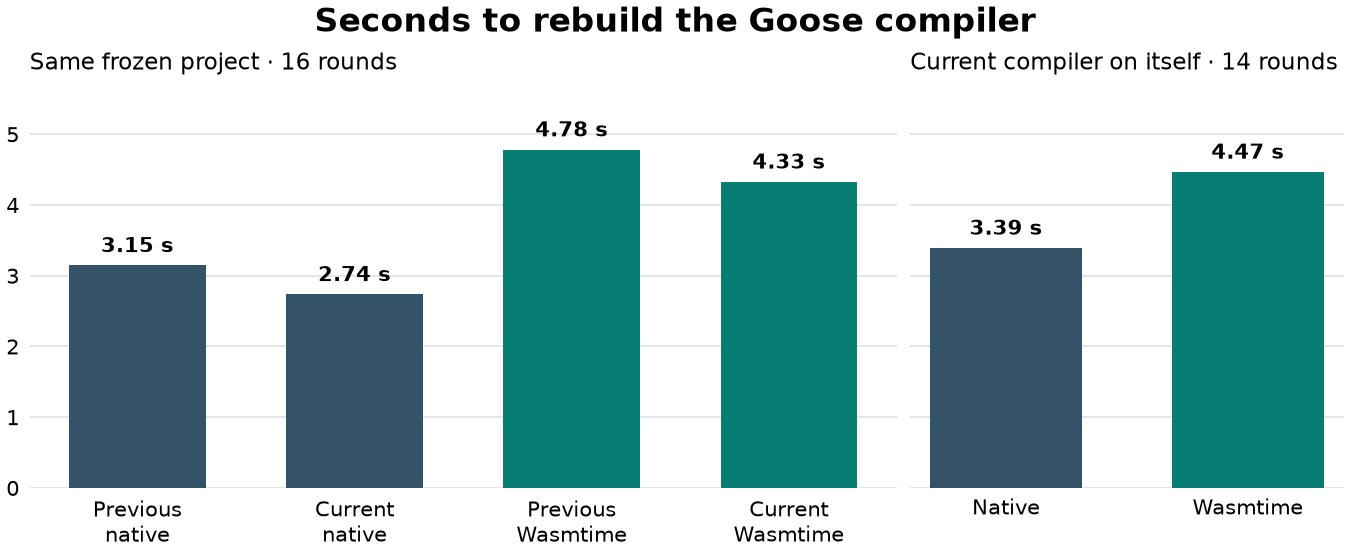 Seconds to rebuild the Goose compiler
Same frozen project · 16 rounds
5
4
3
2
1
0
3.15 s
2.74 s
4.78 s
4.33 s
Previous
native
Current
native
Previous
Wasmtime
Current
Wasmtime
Current compiler on itself · 14 rounds
3.39 s
4.47 s
Native
Wasmtime